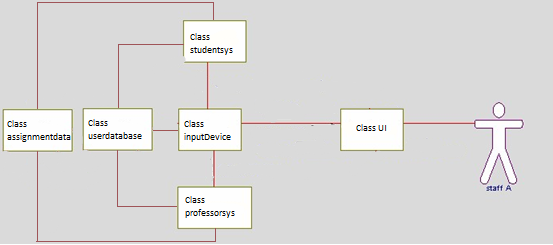 Class
studentsys
Class
assignmentdata
Class
userdatabase
Class
inputDevice
Class UI
staff A
Class
professorsys